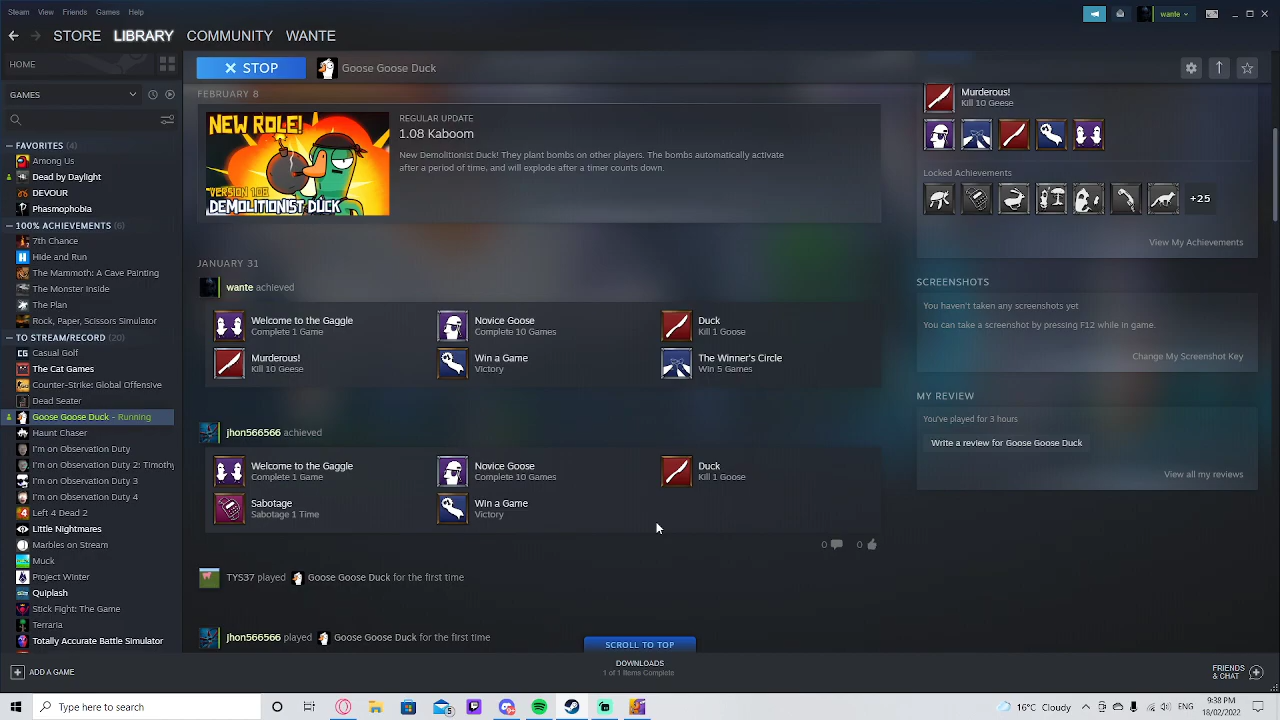 Steam View Friends Games Help
wante
STORE LIBRARY COMMUNITY WANTE
HOME
STOP
Goose Goose Duck
GAMES
FAVORITES (4)
Among Us
Dead by Daylight
DEVOUR
Phasmophobia
100% ACHIEVEMENTS (6)
7th Chance
Hide and Run
The Mammoth: A Cave Painting
The Monster Inside
The Plan
Rock, Paper, Scissors Simulator
TO STREAM/RECORD (20)
Casual Golf
The Cat Games
Counter-Strike: Global Offensive
Dead Seater
Goose Goose Duck - Running
Haunt Chaser
I'm on Observation Duty
I'm on Observation Duty 2: Timothy
I'm on Observation Duty 3
I'm on Observation Duty 4
Left 4 Dead 2
Little Nightmares
Marbles on Stream
Muck
Project Winter
Quiplash
Stick Fight: The Game
Terraria
Totally Accurate Battle Simulator
FEBRUARY 8
NEW ROLE!
VERSION 1.08
DEMOLITIONIST DUCK
REGULAR UPDATE
1.08 Kaboom
New Demolitionist Duck! They plant bombs on other players. The bombs automatically activate
after a period of time, and will explode after a timer counts down.
JANUARY 31
wante achieved
Welcome to the Gaggle
Complete 1 Game
Novice Goose
Complete 10 Games
Duck
Kill 1 Goose
Murderous!
Kill 10 Geese
Win a Game
Victory
The Winner's Circle
Win 5 Games
jhon566566 achieved
Welcome to the Gaggle
Complete 1 Game
Novice Goose
Complete 10 Games
Duck
Kill 1 Goose
Sabotage
Sabotage 1 Time
Win a Game
Victory
0 0
TYS37 played Goose Goose Duck for the first time
jhon566566 played Goose Goose Duck for the first time
SCROLL TO TOP
Murderous!
Kill 10 Geese
Locked Achievements
+25
View My Achievements
SCREENSHOTS
You haven't taken any screenshots yet
You can take a screenshot by pressing F12 while in game.
Change My Screenshot Key
MY REVIEW
You've played for 3 hours
Write a review for Goose Goose Duck
View all my reviews
ADD A GAME
DOWNLOADS
1 of 1 Items Complete
FRIENDS
& CHAT
Type here to search
16°C Cloudy
9:38 PM
18/02/2022